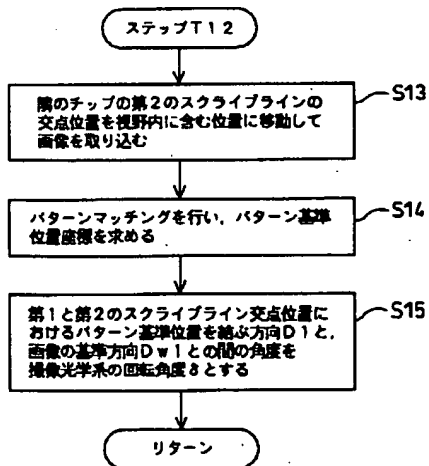 ステップT12
隣のチップの第2のスクライブラインの
交点位置を視野内に含む位置に移動して
画像を取り込む
S13
パターンマッチングを行い，パターン基準
位置座標を求める
S14
第1と第2のスクライブライン交点位置に
おけるパターン基準位置を結ぶ方向D1と，
画像の基準方向Dw1との間の角度を
撮像光学系の回転角度δとする
S15
リターン